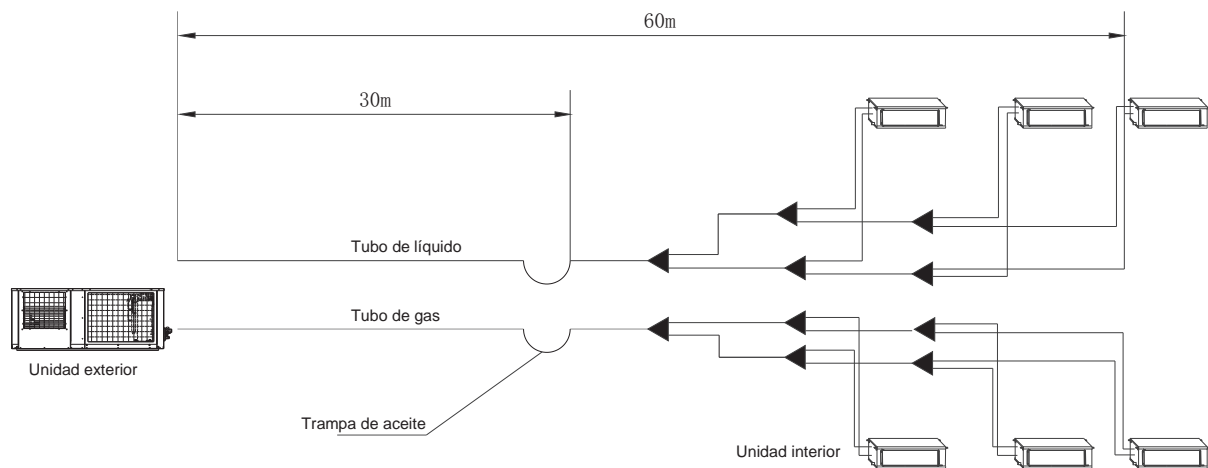 60m
30m
Tubo de líquido
Tubo de gas
Unidad exterior
Trampa de aceite
Unidad interior